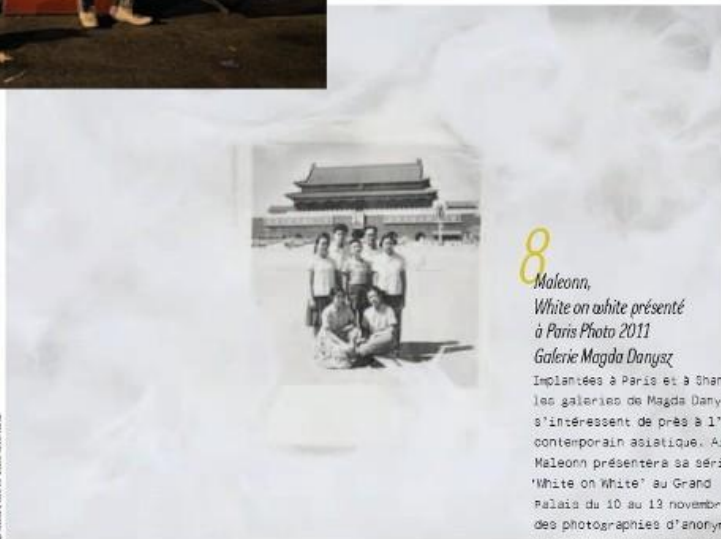 8
Maleonn,
White on white présenté
à Paris Photo 2011
Galerie Magda Danysz
Implantées à Paris et à
les galeries de Magda
s'intéressent de près à
contemporain asiatique.
Maleonn présentera sa
'White on White' au Grand
Palais du 10 au 13
des photographies